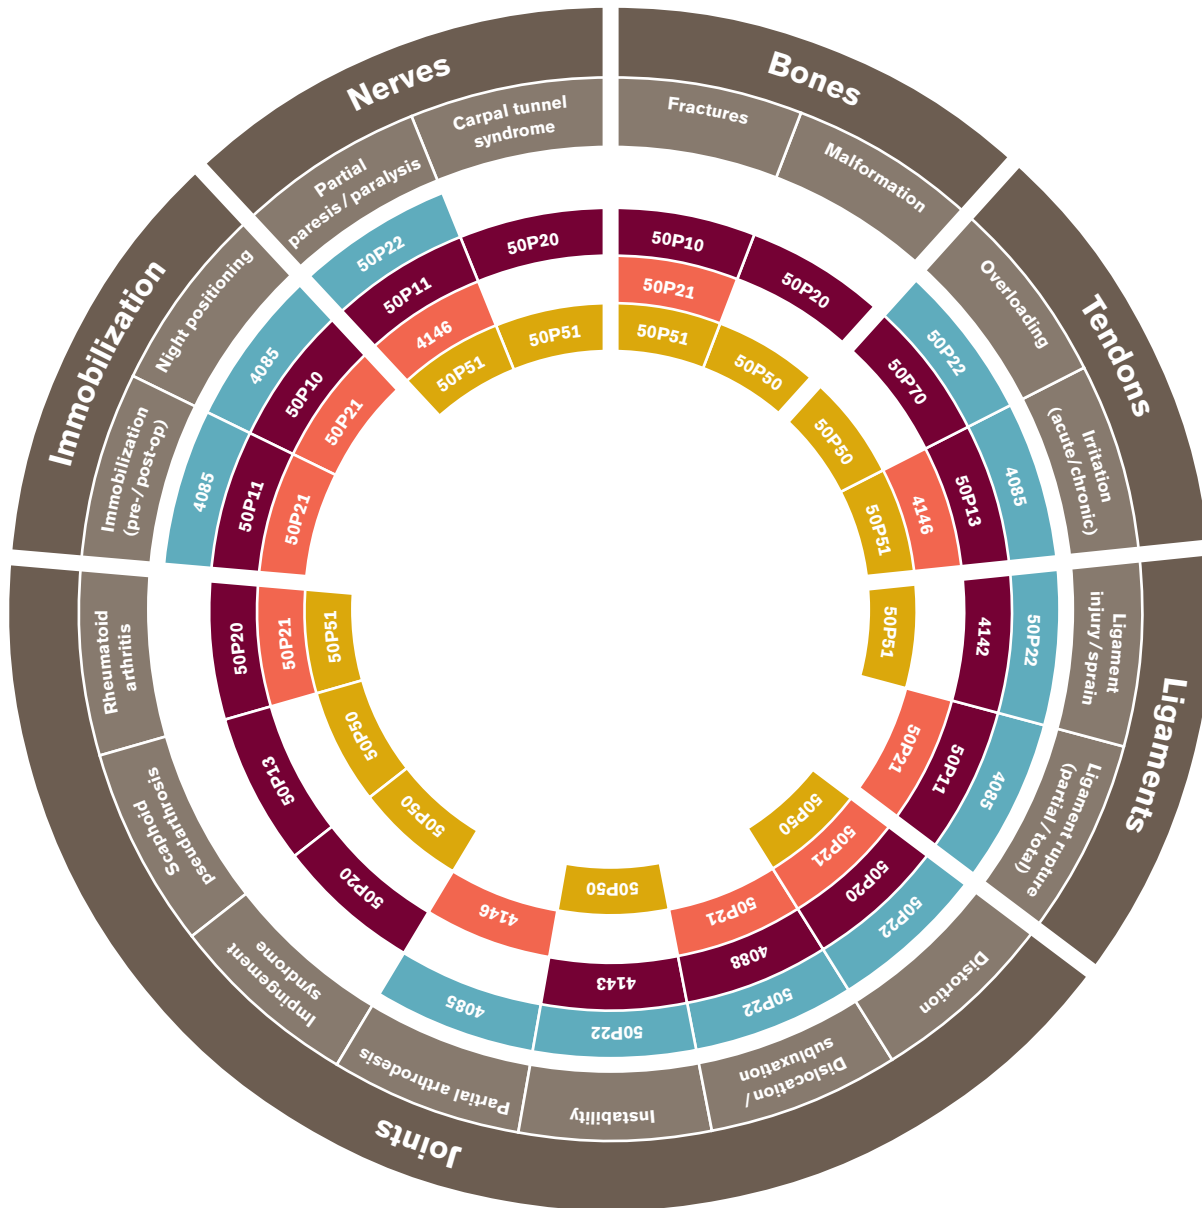 Nerves
Partial
paresis / paralysis
Carpal tunnel
syndrome
50P22
50P11
4146
50P51
50P20
50P51
Bones
Fractures
Malformation
50P10
50P21
50P51
50P20
50P50
Tendons
Overloading
Irritation
(acute/chronic)
50P22
50P70
50P50
4085
50P13
4146
50P51
Ligaments
Ligament
injury / sprain
Ligament rupture
(partial / total)
50P22
4142
50P51
4085
50P11
50P21
Joints
Distortion
50P22
50P20
50P21
50P50
Dislocation /
subluxation
50P22
4088
50P21
Instability
50P22
4143
50P50
Partial arthrodesis
4085
4146
Impingement
syndrome
50P20
50P50
Scaphoid
pseudarthrosis
50P13
50P50
Rheumatoid
arthritis
50P20
50P21
50P51
Immobilization
Immobilization
(pre-/post-op)
4085
50P11
50P21
Night positioning
4085
50P10
50P21